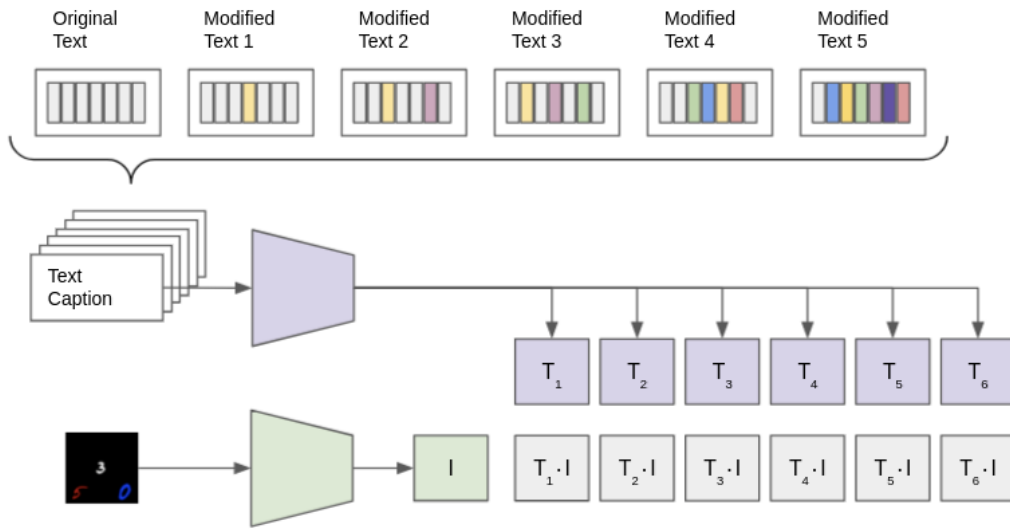 Original
Text
Modified
Text 1
Modified
Text 2
Modified
Text 3
Modified
Text 4
Modified
Text 5
Text
Caption
T1
T2
T3
T4
T5
T6
3
5 0
I
T1·I
T2·I
T3·I
T4·I
T5·I
T6·I